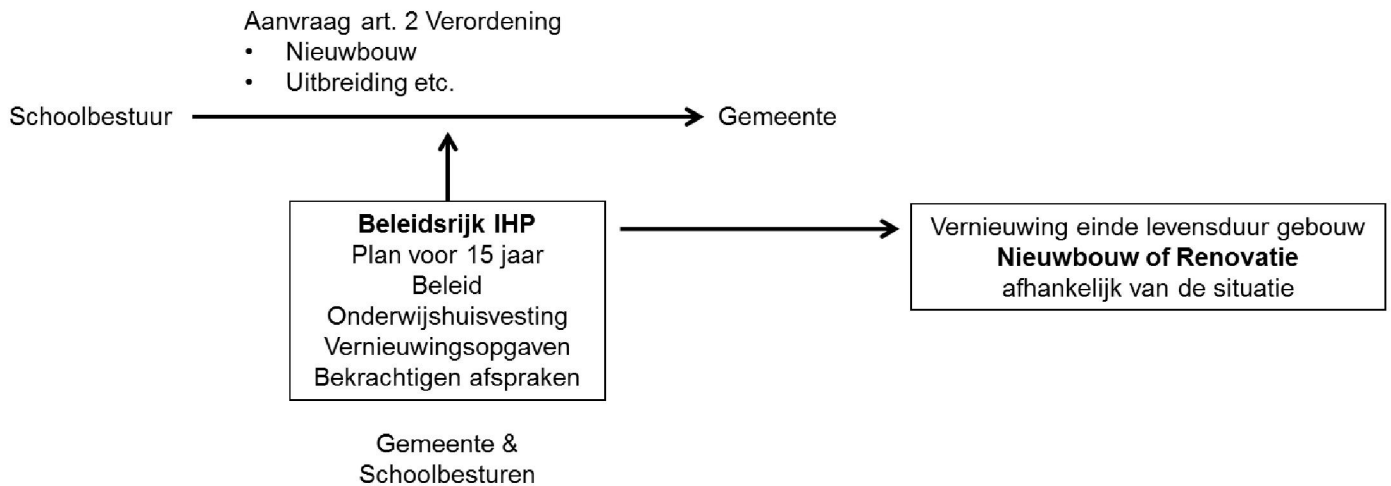 Aanvraag art. 2 Verordening
• Nieuwbouw
• Uitbreiding etc.
Schoolbestuur
Gemeente
Beleidsrijk IHP
Plan voor 15 jaar
Beleid
Onderwijshuisvesting
Vernieuwingsopgaven
Bekrachtigen afspraken
Vernieuwing einde levensduur gebouw
Nieuwbouw of Renovatie
afhankelijk van de situatie
Gemeente &
Schoolbesturen